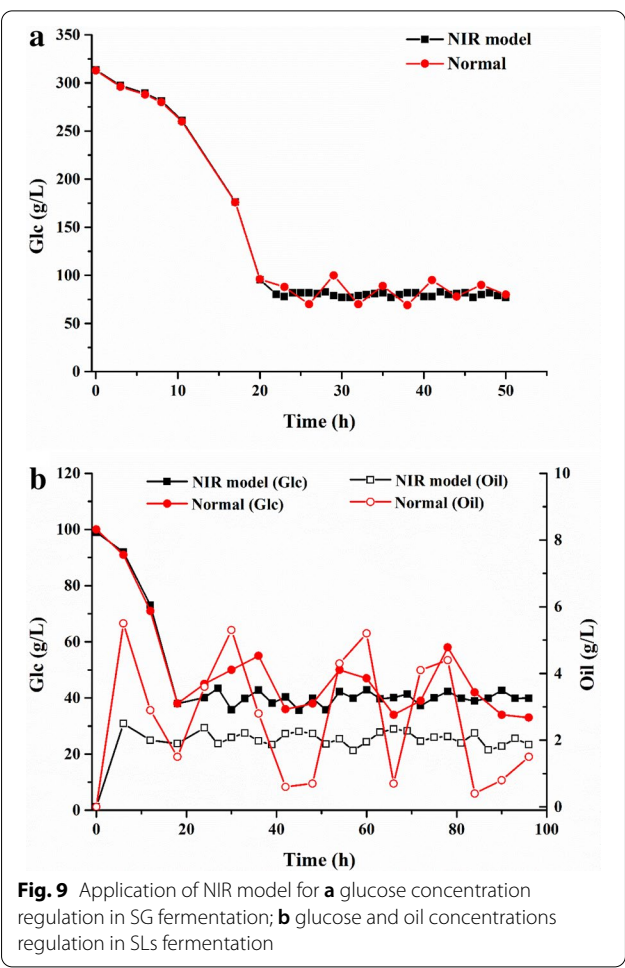 a
350
300
250
200
150
100
50
0
Glc (g/L)
NIR model
Normal
0 10 20 30 40 50
Time (h)
b
120
100
80
60
40
20
0
Glc (g/L)
NIR model (Glc)
Normal (Glc)
NIR model (Oil)
Normal (Oil)
10
8
6
4
2
0
Oil (g/L)
0 20 40 60 80 100
Time (h)
Fig. 9 Application of NIR model for a glucose concentration
regulation in SG fermentation; b glucose and oil concentrations
regulation in SLs fermentation